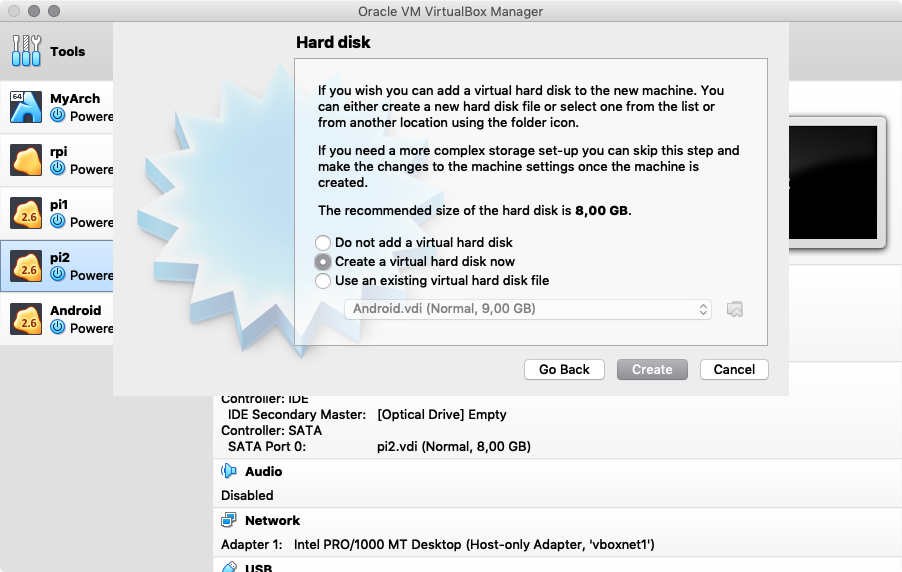 Oracle VM VirtualBox Manager
Tools
64
MyArch
Powere
rpi
Powered
2.6
pi1
Powere
2.6
pi2
Powere
2.6
Android
Powere
Hard disk
If you wish you can add a virtual hard disk to the new machine. You
can either create a new hard disk file or select one from the list or
from another location using the folder icon.
If you need a more complex storage set-up you can skip this step and
make the changes to the machine settings once the machine is
created.
The recommended size of the hard disk is 8,00 GB.
Do not add a virtual hard disk
Create a virtual hard disk now
Use an existing virtual hard disk file
Android.vdi (Normal, 9,00 GB)
Go Back
Create
Cancel
Controller: IDE
IDE Secondary Master: [Optical Drive] Empty
Controller: SATA
SATA Port 0: pi2.vdi (Normal, 8,00 GB)
Audio
Disabled
Network
Adapter 1: Intel PRO/1000 MT Desktop (Host-only Adapter, 'vboxnet1')
USB